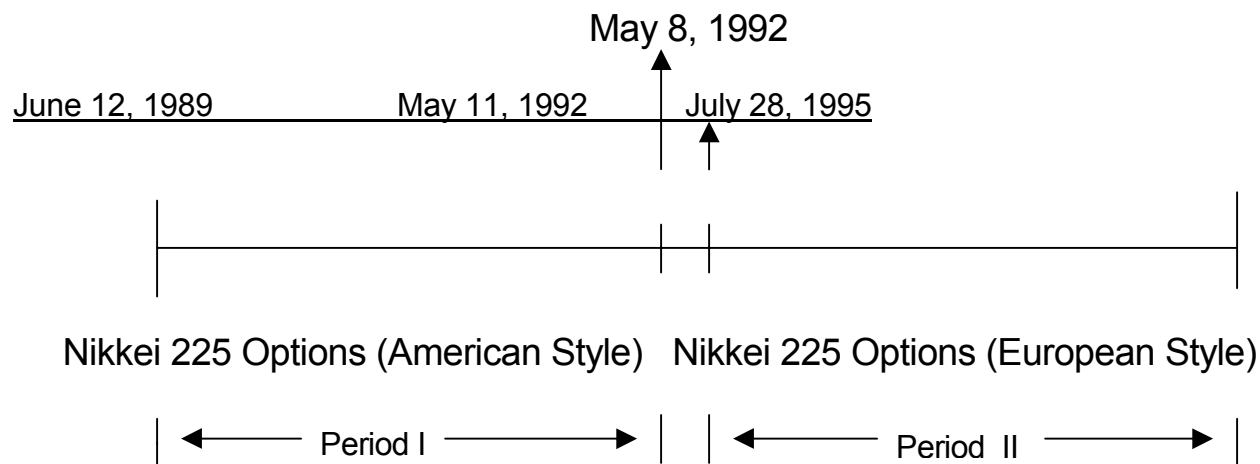 May 8, 1992
June 12, 1989 May 11, 1992 July 28, 1995
Nikkei 225 Options (American Style) Nikkei 225 Options (European Style)
Period I Period II